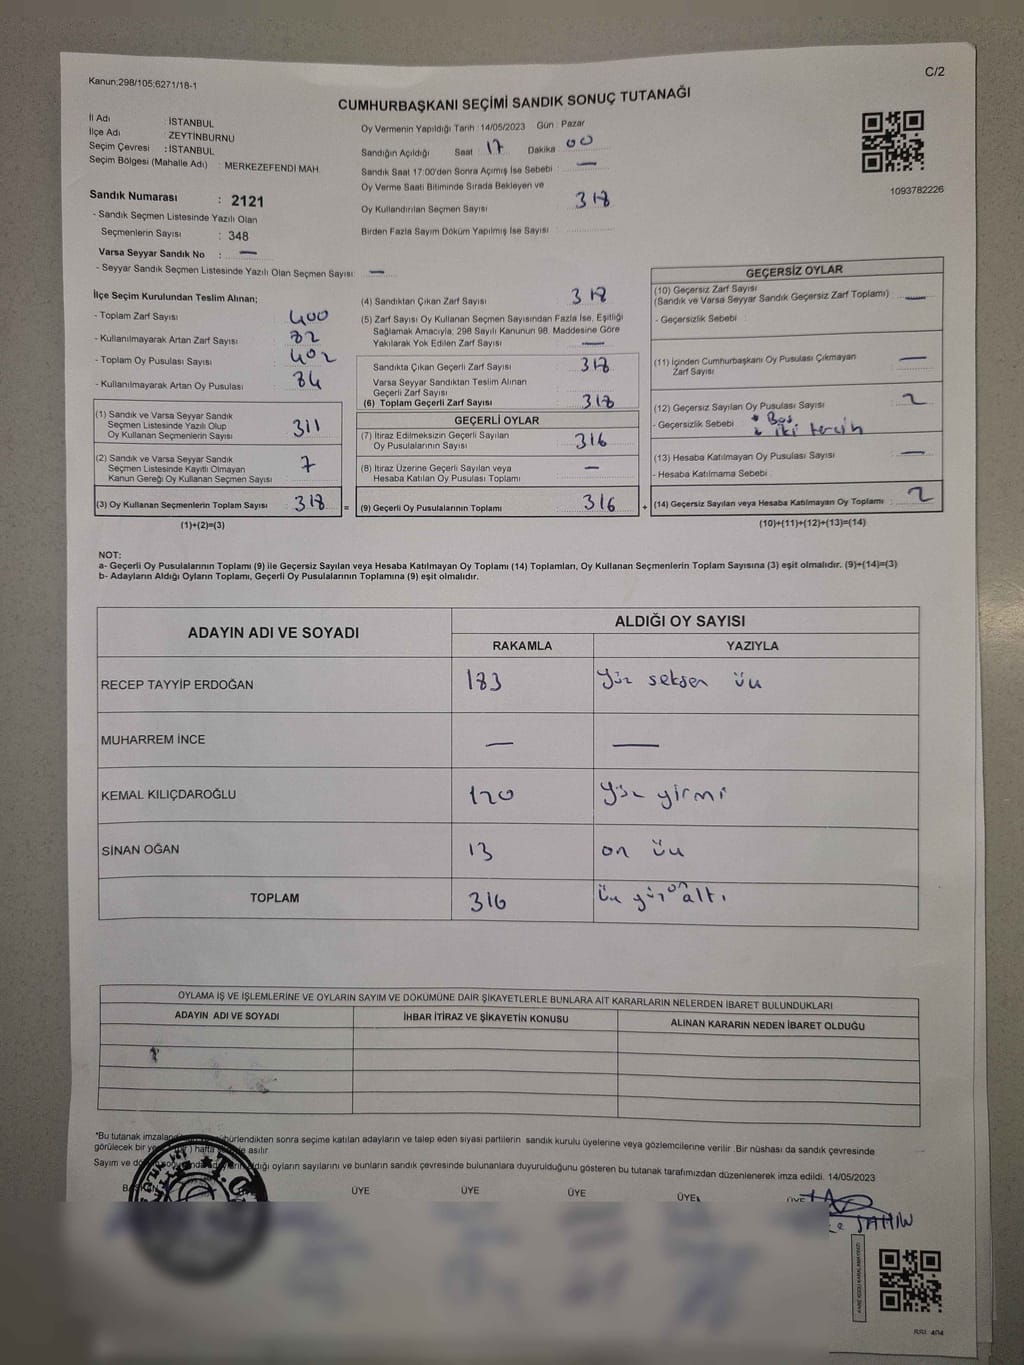 Kanun:298/105;6271/18-1
C/2
CUMHURBAŞKANI SEÇİMİ SANDIK SONUÇ TUTANAĞI
İl Adı : İSTANBUL
İlçe Adı : ZEYTİNBURNU
Seçim Çevresi : İSTANBUL
Seçim Bölgesi (Mahalle Adı) : MERKEZEFENDİ MAH.
Sandık Numarası : 2121
- Sandık Seçmen Listesinde Yazılı Olan
Seçmenlerin Sayısı : 348
Varsa Seyyar Sandık No : —
- Seyyar Sandık Seçmen Listesinde Yazılı Olan Seçmen Sayısı: —
Oy Vermenin Yapıldığı Tarih :14/05/2023 Gün : Pazar
Sandığın Açıldığı Saat : 17 Dakika : 00
Sandık Saat 17:00'den Sonra Açımış İse Sebebi : —
Oy Verme Saati Bitiminde Sırada Bekleyen ve
Oy Kullandırılan Seçmen Sayısı : 318
Birden Fazla Sayım Döküm Yapılmış İse Sayısı :
1093782226
İlçe Seçim Kurulundan Teslim Alınan;
- Toplam Zarf Sayısı : 400
- Kullanılmayarak Artan Zarf Sayısı : 82
- Toplam Oy Pusulası Sayısı : 402
- Kullanılmayarak Artan Oy Pusulası : 84
(1) Sandık ve Varsa Seyyar Sandık
Seçmen Listesinde Yazılı Olup
Oy Kullanan Seçmenlerin Sayısı : 311
(2) Sandık ve Varsa Seyyar Sandık
Seçmen Listesinde Kayıtlı Olmayan
Kanun Gereği Oy Kullanan Seçmen Sayısı : 7
(3) Oy Kullanan Seçmenlerin Toplam Sayısı : 318 =
(1)+(2)=(3)
(4) Sandıktan Çıkan Zarf Sayısı : 318
(5) Zarf Sayısı Oy Kullanan Seçmen Sayısından Fazla İse, Eşitliği
Sağlamak Amacıyla; 298 Sayılı Kanunun 98. Maddesine Göre
Yakılarak Yok Edilen Zarf Sayısı : —
Sandıkta Çıkan Geçerli Zarf Sayısı : 318
Varsa Seyyar Sandıktan Teslim Alınan
Geçerli Zarf Sayısı :
(6) Toplam Geçerli Zarf Sayısı : 318
GEÇERLİ OYLAR
(7) İtiraz Edilmeksizin Geçerli Sayılan
Oy Pusulalarının Sayısı : 316
(8) İtiraz Üzerine Geçerli Sayılan veya
Hesaba Katılan Oy Pusulası Toplamı : —
(9) Geçerli Oy Pusulalarının Toplamı : 316 +
GEÇERSİZ OYLAR
(10) Geçersiz Zarf Sayısı
(Sandık ve Varsa Seyyar Sandık Geçersiz Zarf Toplamı) : —
- Geçersizlik Sebebi :
(11) İçinden Cumhurbaşkanı Oy Pusulası Çıkmayan
Zarf Sayısı : —
(12) Geçersiz Sayılan Oy Pusulası Sayısı : 2
- Geçersizlik Sebebi : • Boş
• iki tercih
(13) Hesaba Katılmayan Oy Pusulası Sayısı : —
- Hesaba Katılmama Sebebi :
(14) Geçersiz Sayılan veya Hesaba Katılmayan Oy Toplamı : 2
(10)+(11)+(12)+(13)=(14)
NOT:
a- Geçerli Oy Pusulalarının Toplamı (9) ile Geçersiz Sayılan veya Hesaba Katılmayan Oy Toplamı (14) Toplamları, Oy Kullanan Seçmenlerin Toplam Sayısına (3) eşit olmalıdır. (9)+(14)=(3)
b- Adayların Aldığı Oyların Toplamı, Geçerli Oy Pusulalarının Toplamına (9) eşit olmalıdır.
ADAYIN ADI VE SOYADI
ALDIĞI OY SAYISI
RAKAMLA YAZIYLA
RECEP TAYYİP ERDOĞAN 183 Yüz seksen üç
MUHARREM İNCE — —
KEMAL KILIÇDAROĞLU 120 Yüz yirmi
SİNAN OĞAN 13 on üç
TOPLAM 316 Üç yüz on altı
OYLAMA İŞ VE İŞLEMLERİNE VE OYLARIN SAYIM VE DÖKÜMÜNE DAİR ŞİKAYETLERLE BUNLARA AİT KARARLARIN NELERDEN İBARET BULUNDUKLARI
ADAYIN ADI VE SOYADI İHBAR İTİRAZ VE ŞİKAYETİN KONUSU ALINAN KARARIN NEDEN İBARET OLDUĞU
*Bu tutanak sonra seçime katılan adayların ve talep eden siyasi partilerin sandık kurulu üyelerine veya gözlemcilerine verilir. Bir nüshası da sandık çevresinde
görülecek bir hafta asılır.
Sayım ve oyların sayılarını ve bunların sandık çevresinde bulunanlara duyurulduğunu gösteren bu tutanak tarafımızdan düzenlenerek imza edildi. 14/05/2023
ÜYE ÜYE ÜYE ÜYE ÜYE
ŞAHİN